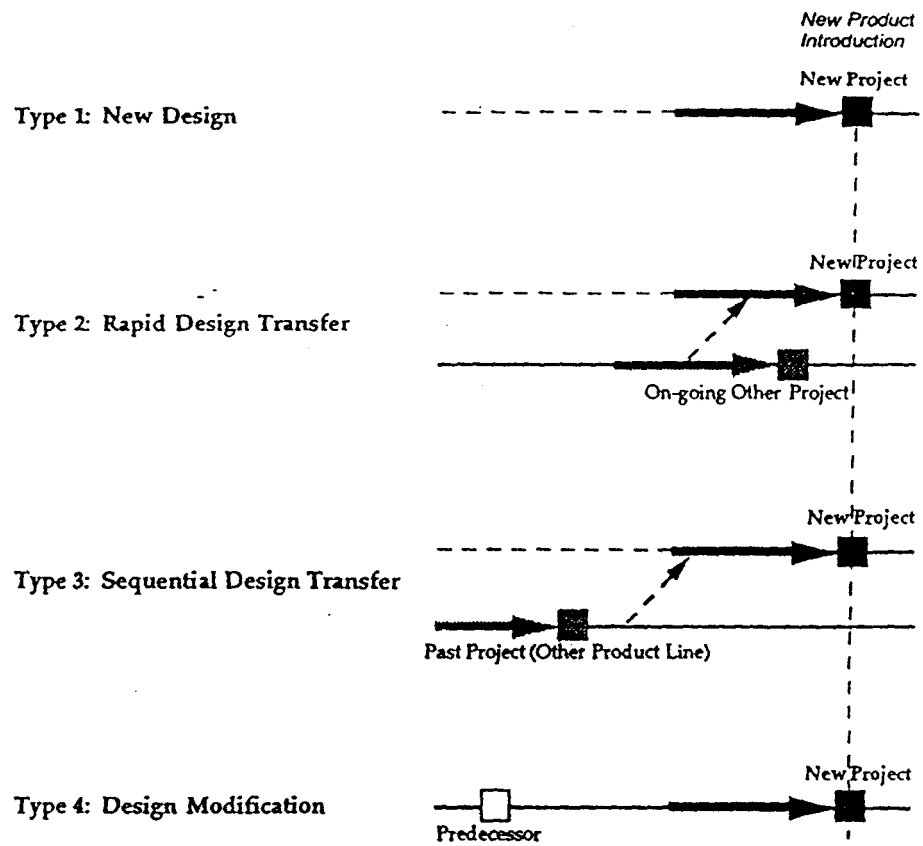 New Product
Introduction
New Project
Type 1: New Design
New Project
Type 2: Rapid Design Transfer
On-going Other Project
New Project
Type 3: Sequential Design Transfer
Past Project (Other Product Line)
New Project
Type 4: Design Modification
Predecessor